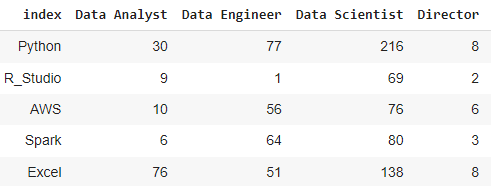 index Data Analyst Data Engineer Data Scientist Director
Python 30 77 216 8
R_Studio 9 1 69 2
AWS 10 56 76 6
Spark 6 64 80 3
Excel 76 51 138 8